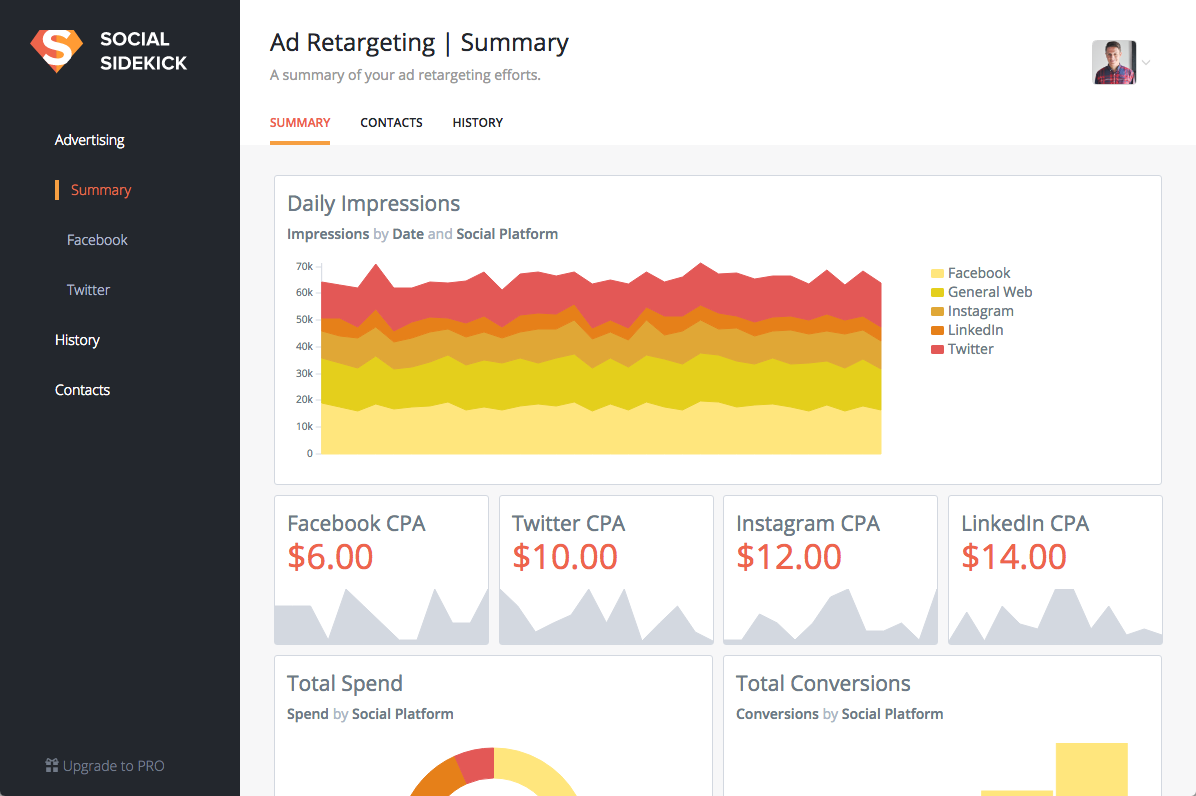 SOCIAL
SIDEKICK
Advertising
Summary
Facebook
Twitter
History
Contacts
Upgrade to PRO
Ad Retargeting | Summary
A summary of your ad retargeting efforts.
SUMMARY CONTACTS HISTORY
Daily Impressions
Impressions by Date and Social Platform
70k
60k
50k
40k
30k
20k
10k
0
Facebook
General Web
Instagram
LinkedIn
Twitter
Facebook CPA
$6.00
Twitter CPA
$10.00
Instagram CPA
$12.00
LinkedIn CPA
$14.00
Total Spend
Spend by Social Platform
Total Conversions
Conversions by Social Platform